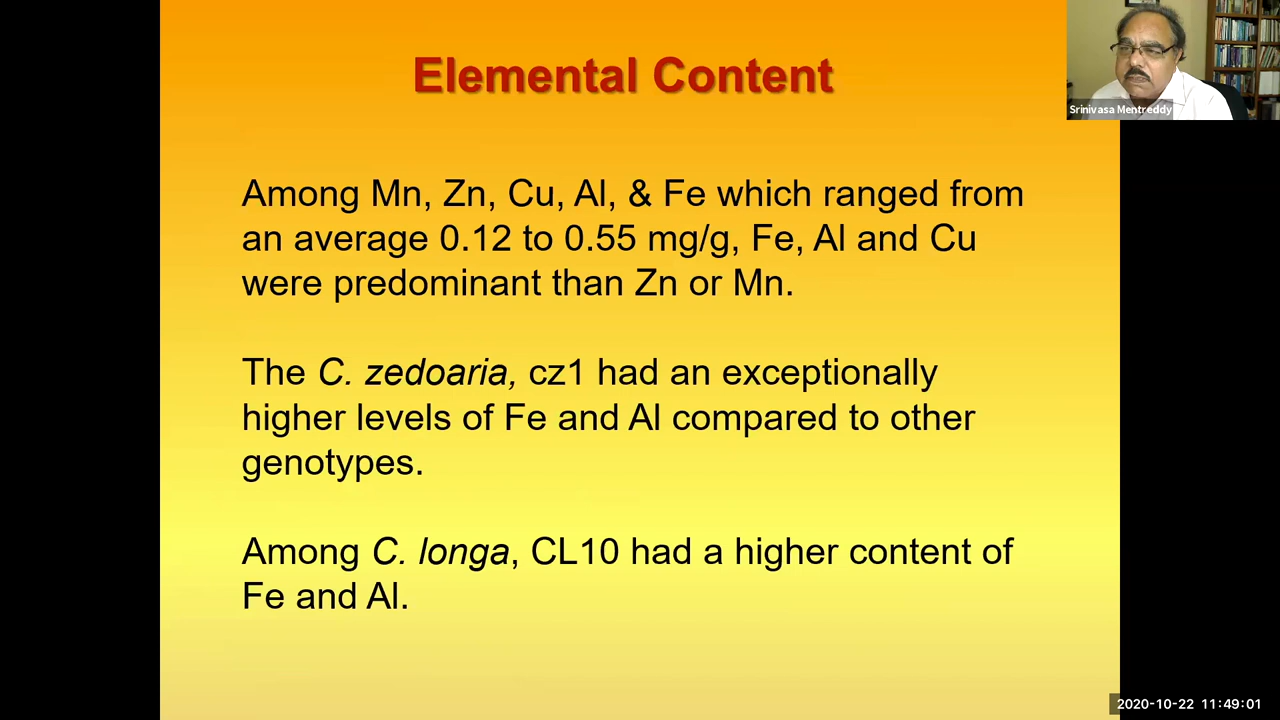 Elemental Content
Srinivasa Mentreddy
Among Mn, Zn, Cu, Al, & Fe which ranged from
an average 0.12 to 0.55 mg/g, Fe, Al and Cu
were predominant than Zn or Mn.
The C. zedoaria, cz1 had an exceptionally
higher levels of Fe and Al compared to other
genotypes.
Among C. longa, CL10 had a higher content of
Fe and Al.
2020-10-22 11:49:01